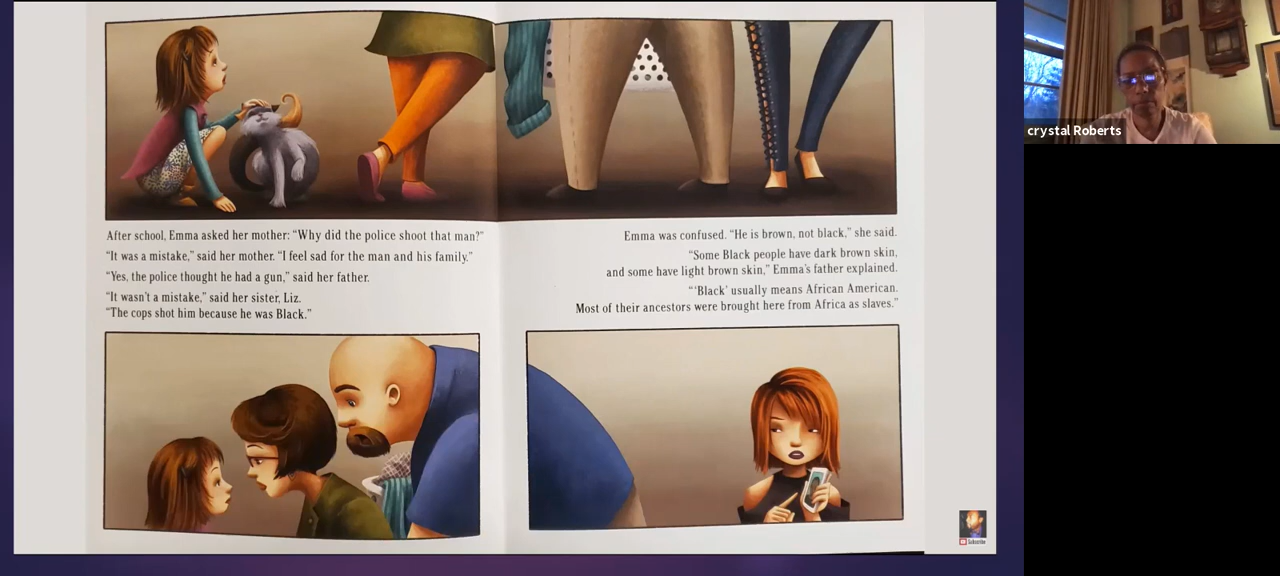 After school, Emma asked her mother: “Why did the police shoot that man?”
“It was a mistake,” said her mother. “I feel sad for the man and his family.”
“Yes, the police thought he had a gun,” said her father.
“It wasn’t a mistake,” said her sister, Liz.
“The cops shot him because he was Black.”
Emma was confused. “He is brown, not black,” she said.
“Some Black people have dark brown skin,
and some have light brown skin,” Emma’s father explained.
“‘Black’ usually means African American.
Most of their ancestors were brought here from Africa as slaves.”
crystal Roberts
Subscribe